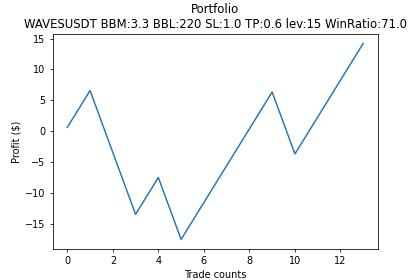 Portfolio
WAVESUSDT BBM:3.3 BBL:220 SL:1.0 TP:0.6 lev:15 WinRatio:71.0
15
10
5
0
−5
−10
−15
Profit ($)
0 2 4 6 8 10 12
Trade counts